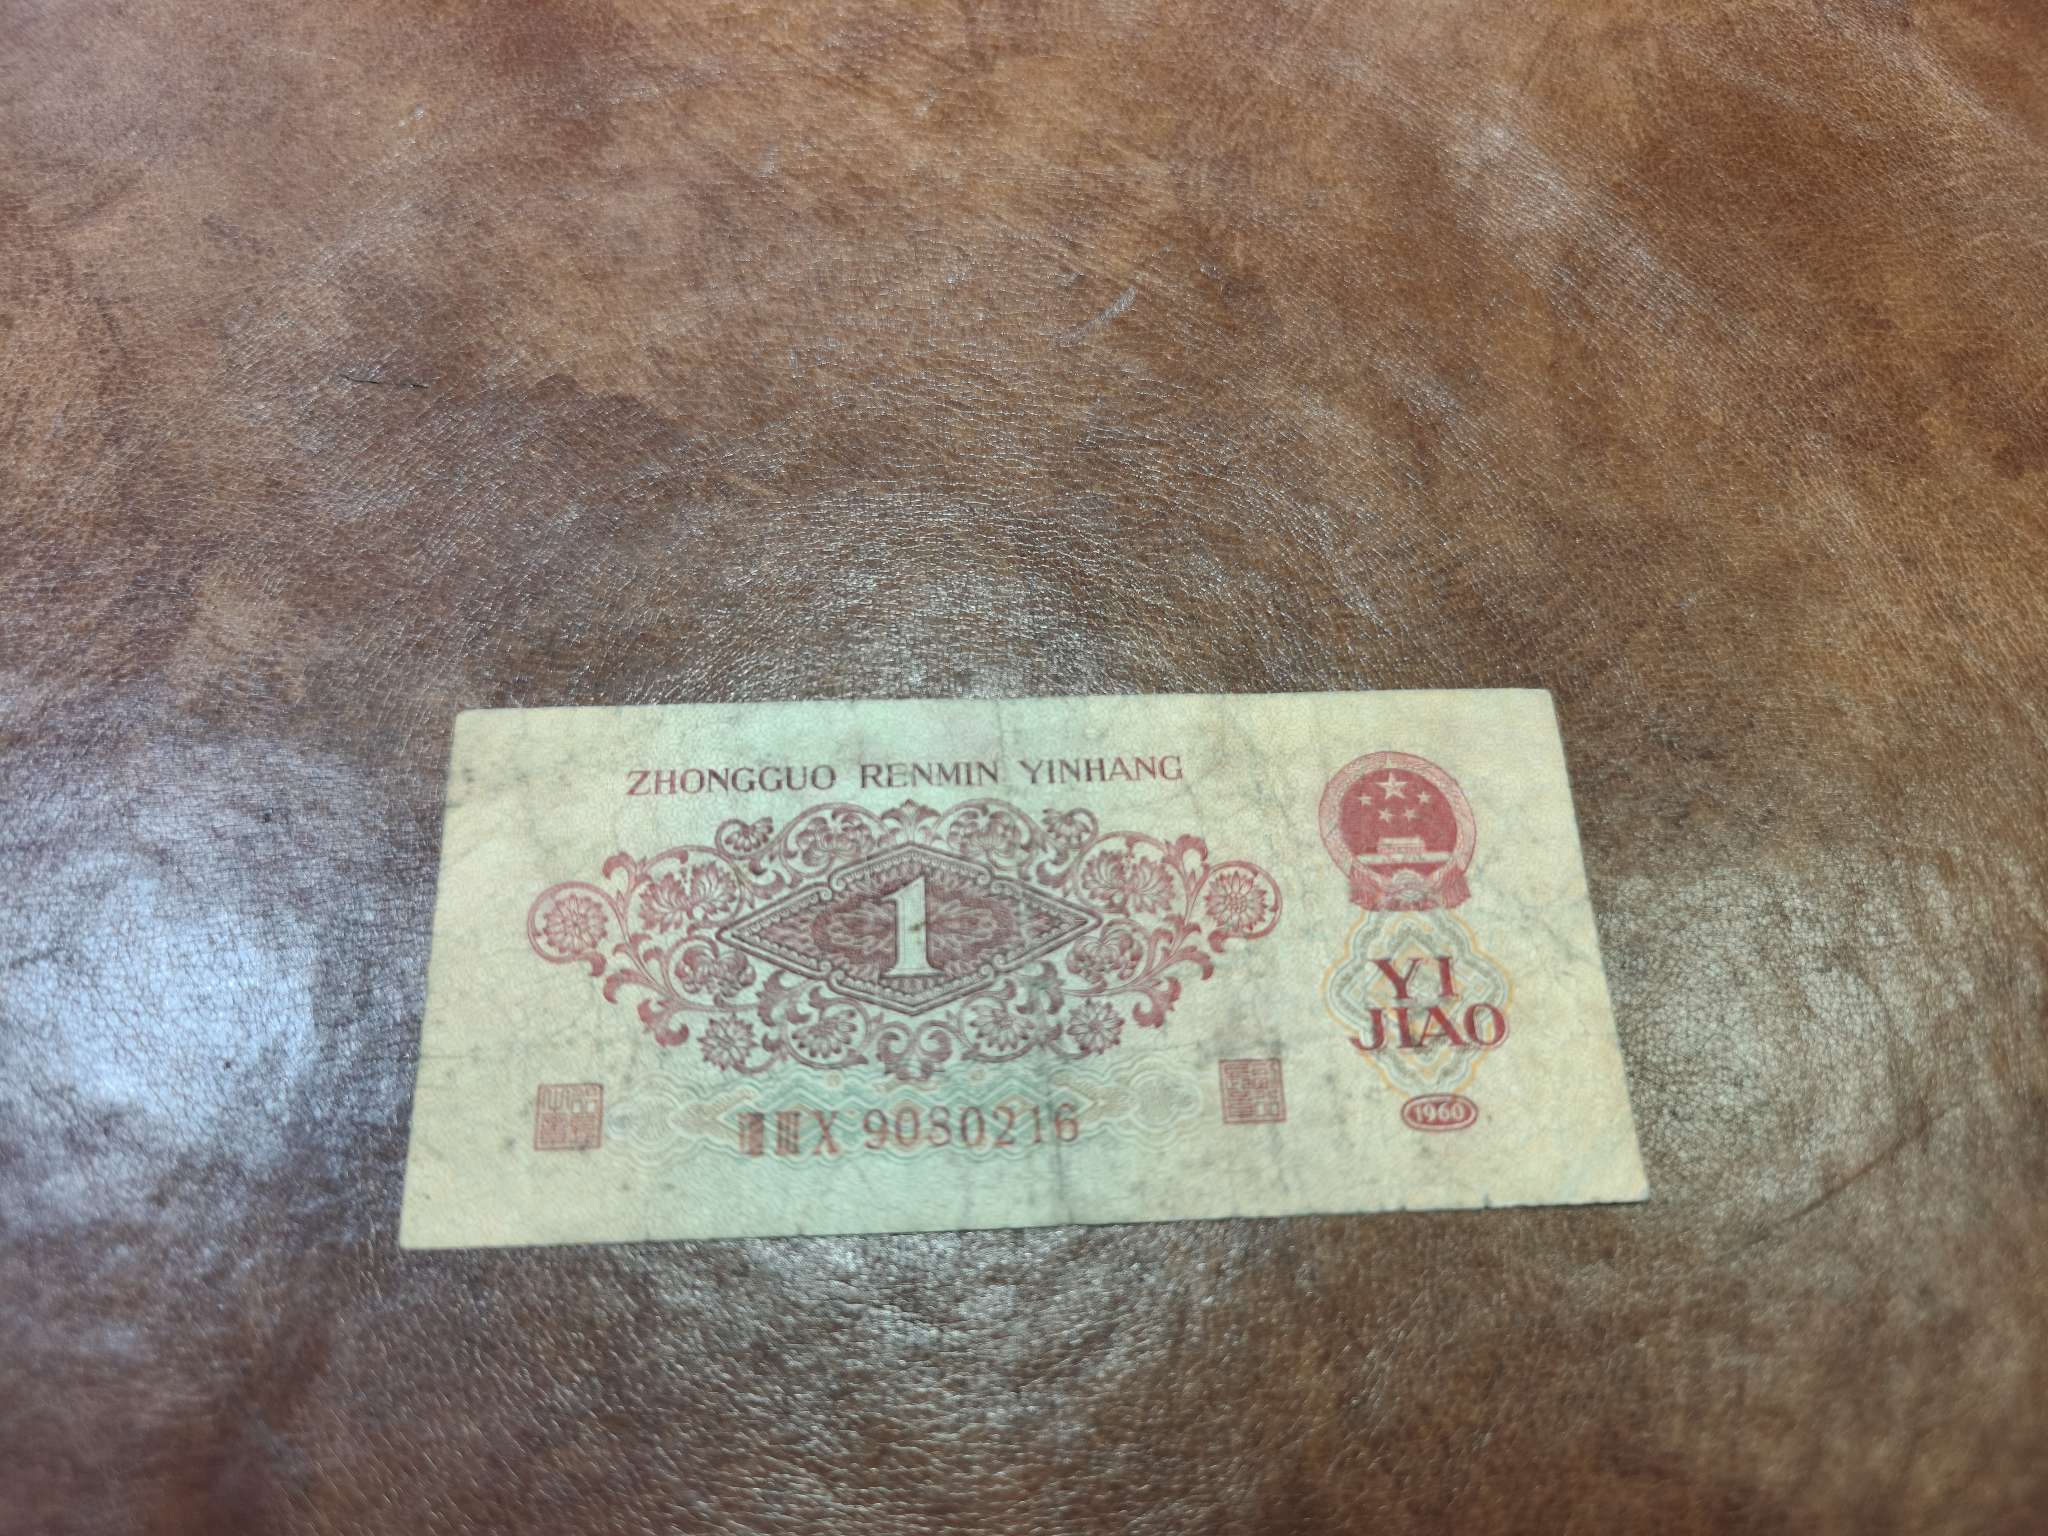 ZHONGGUO RENMIN YINHANG
1
YI
JIAO
X 9080216
1960